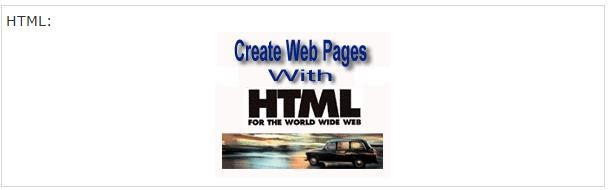 HTML:
Create Web Pages
With
HTML
FOR THE WORLD WIDE WEB